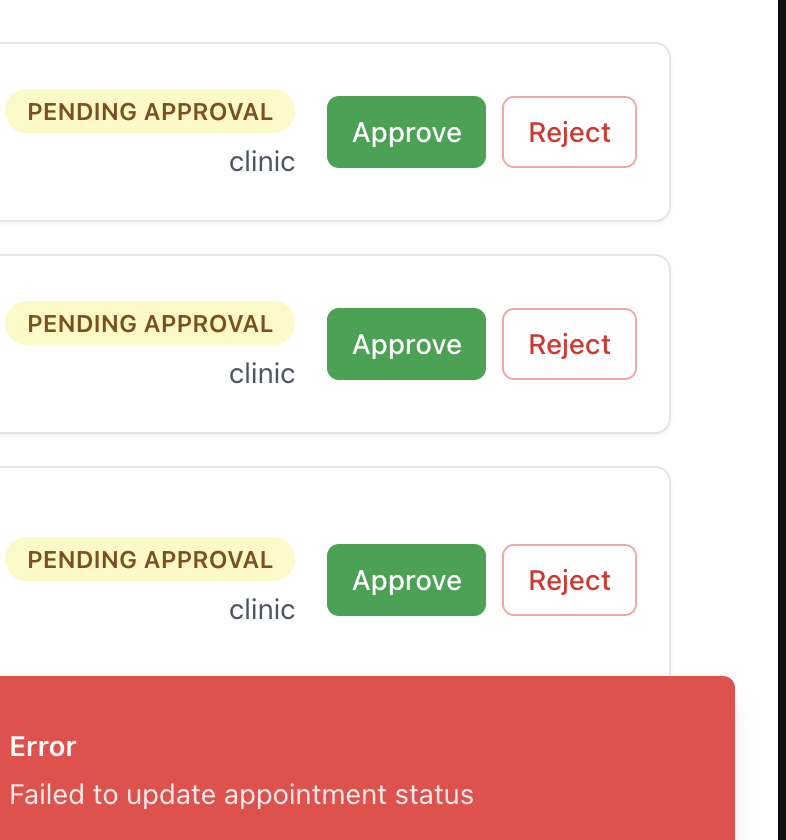 PENDING APPROVAL
clinic
Approve
Reject
PENDING APPROVAL
clinic
Approve
Reject
PENDING APPROVAL
clinic
Approve
Reject
Error
Failed to update appointment status